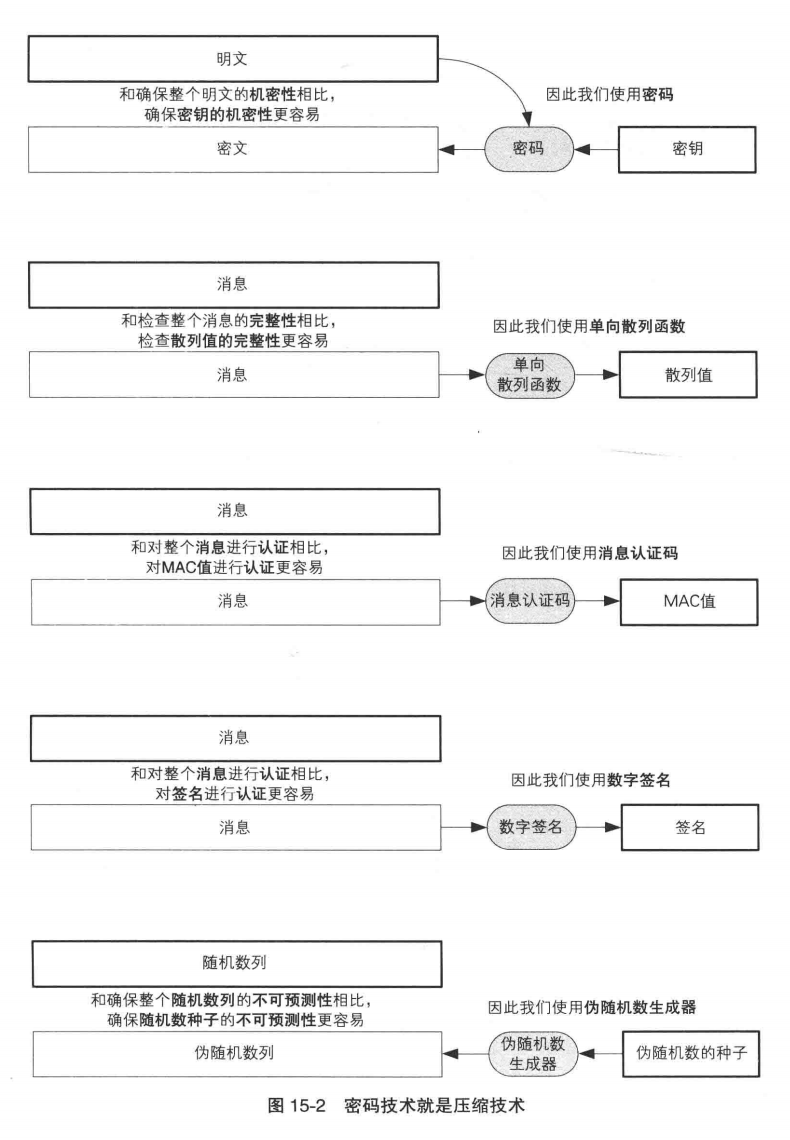 明文
和确保整个明文的机密性相比，
确保密钥的机密性更容易
因此我们使用密码
密文
密码
密钥
消息
和检查整个消息的完整性相比，
检查散列值的完整性更容易
因此我们使用单向散列函数
消息
单向
散列函数
散列值
消息
和对整个消息进行认证相比，
对MAC值进行认证更容易
因此我们使用消息认证码
消息
消息认证码
MAC值
消息
和对整个消息进行认证相比，
对签名进行认证更容易
因此我们使用数字签名
消息
数字签名
签名
随机数列
和确保整个随机数列的不可预测性相比，
确保随机数种子的不可预测性更容易
因此我们使用伪随机数生成器
伪随机数列
伪随机数
生成器
伪随机数的种子
图 15-2 密码技术就是压缩技术